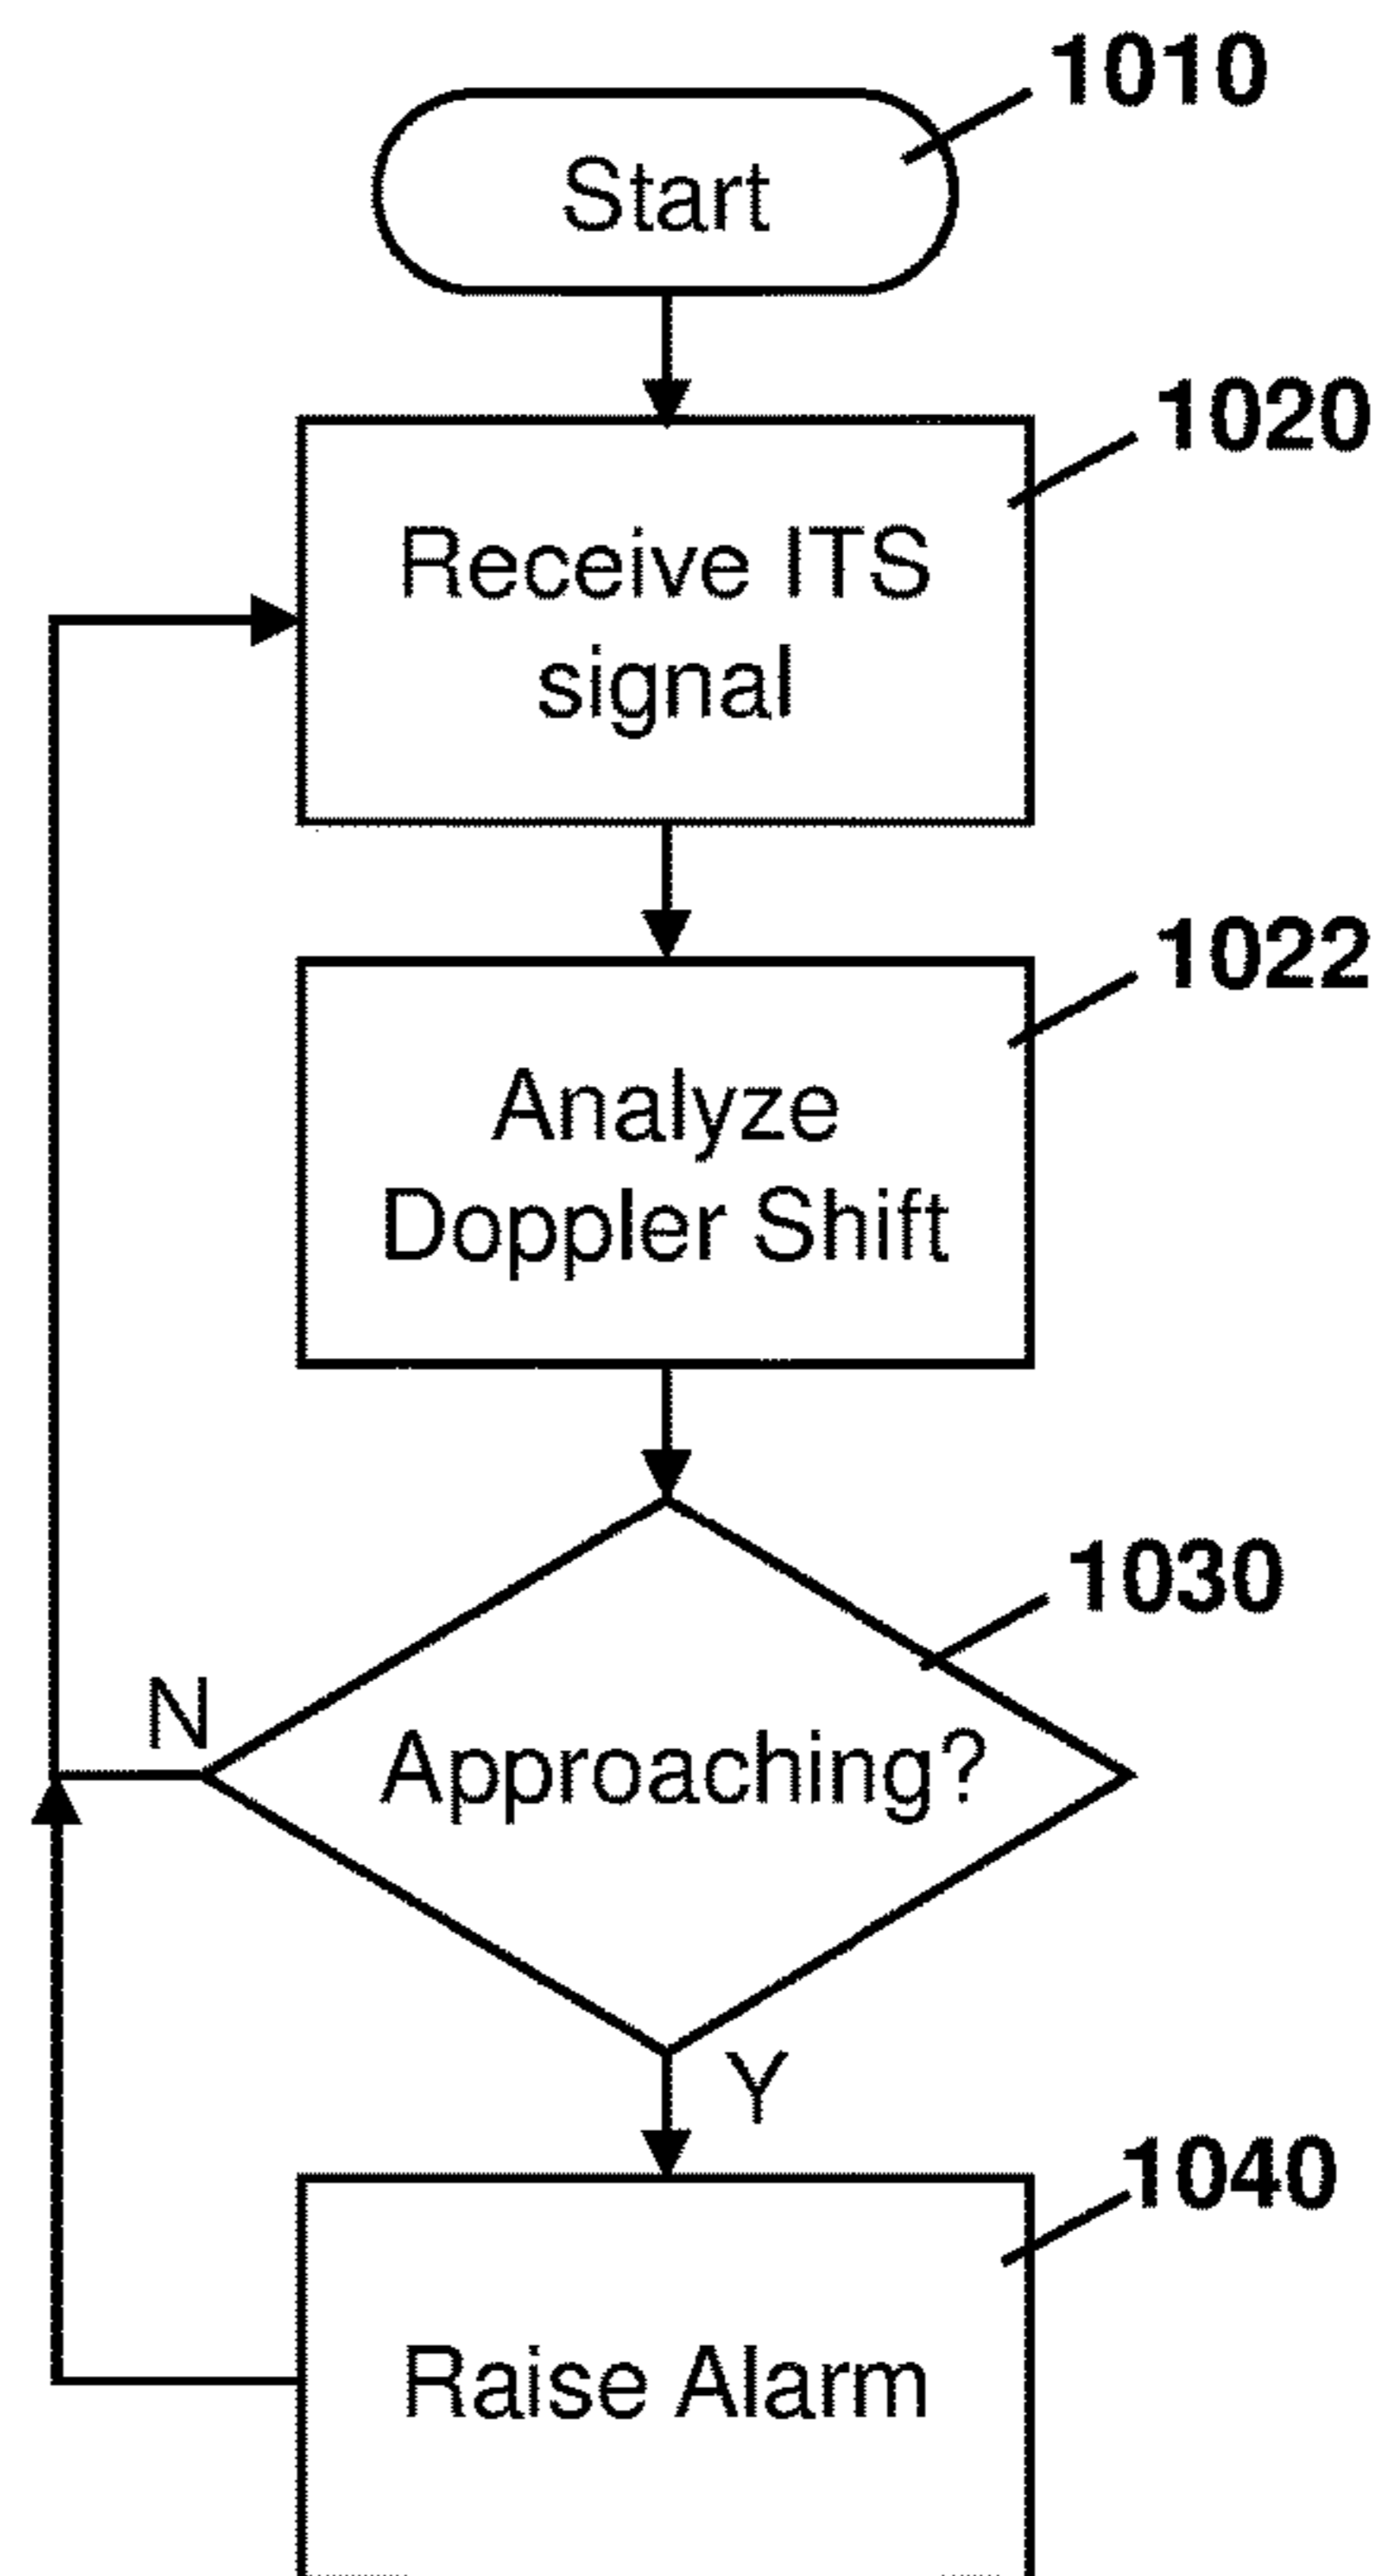 1010
Start
1020
Receive ITS
signal
1022
Analyze
Doppler Shift
1030
N
Approaching?
Y
1040
Raise Alarm